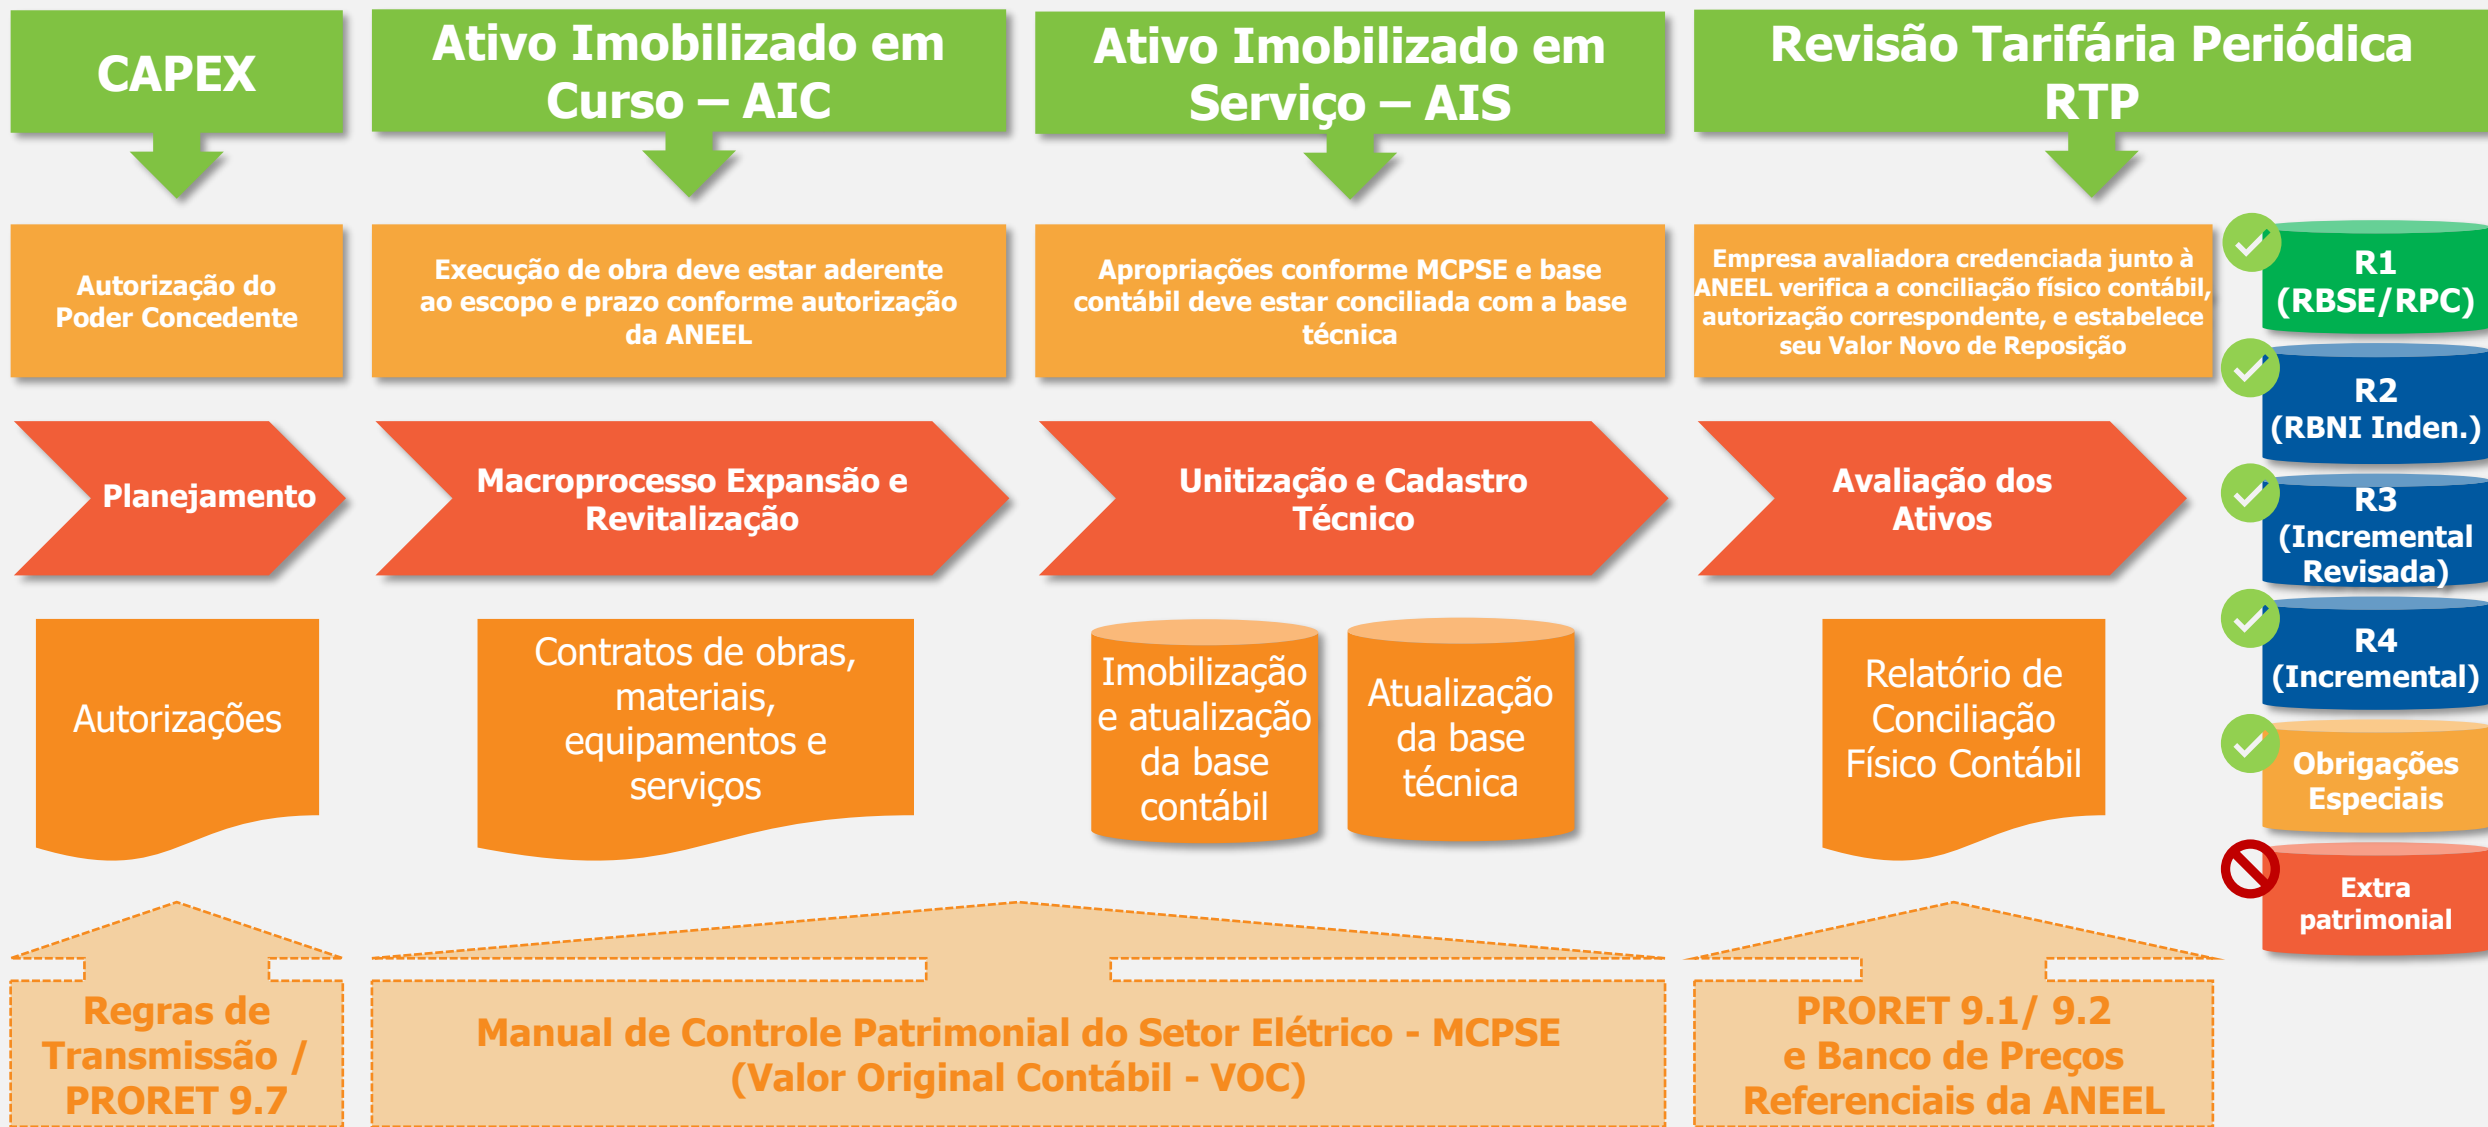 CAPEX
Ativo Imobilizado em
Curso – AIC
Ativo Imobilizado em
Serviço – AIS
Revisão Tarifária Periódica
RTP
Autorização do
Poder Concedente
Execução de obra deve estar aderente
ao escopo e prazo conforme autorização
da ANEEL
Apropriações conforme MCPSE e base
contábil deve estar conciliada com a base
técnica
Empresa avaliadora credenciada junto à
ANEEL verifica a conciliação físico contábil,
autorização correspondente, e estabelece
seu Valor Novo de Reposição
R1
(RBSE/RPC)
R2
(RBNI Inden.)
R3
(Incremental
Revisada)
R4
(Incremental)
Obrigações
Especiais
Extra
patrimonial
Planejamento
Macroprocesso Expansão e
Revitalização
Unitização e Cadastro
Técnico
Avaliação dos
Ativos
Autorizações
Contratos de obras,
materiais,
equipamentos e
serviços
Imobilização
e atualização
da base
contábil
Atualização
da base
técnica
Relatório de
Conciliação
Físico Contábil
Regras de
Transmissão /
PRORET 9.7
Manual de Controle Patrimonial do Setor Elétrico - MCPSE
(Valor Original Contábil - VOC)
PRORET 9.1/ 9.2
e Banco de Preços
Referenciais da ANEEL